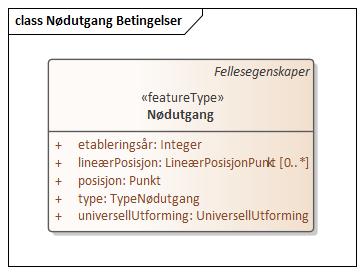 class Nødutgang Betingelser
Fellesegenskaper
«featureType»
Nødutgang
+ etableringsår: Integer
+ lineærPosisjon: LineærPosisjonPunkt [0..*]
+ posisjon: Punkt
+ type: TypeNødutgang
+ universellUtforming: UniversellUtforming